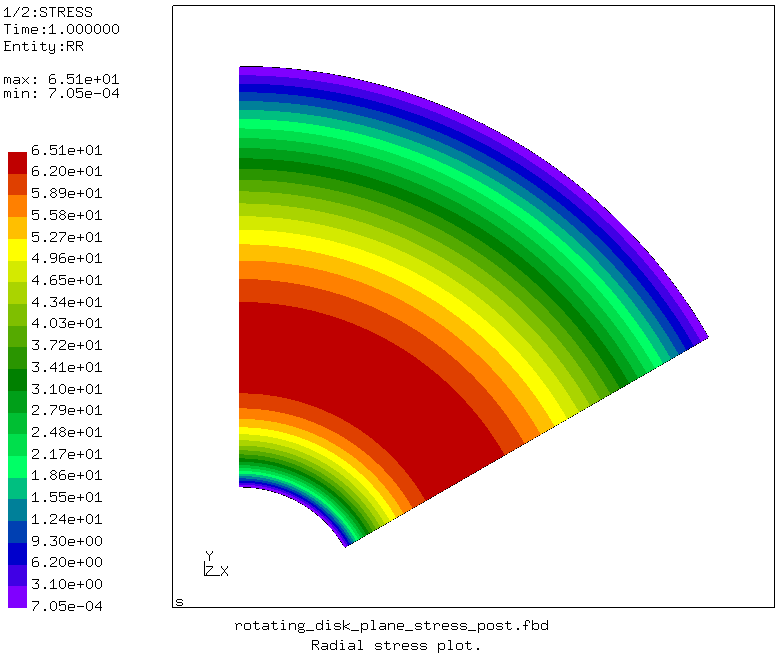 1/2:STRESS
Time:1.000000
Entity:RR
max: 6.51e+01
min: 7.05e-04
6.51e+01
6.20e+01
5.89e+01
5.58e+01
5.27e+01
4.96e+01
4.65e+01
4.34e+01
4.03e+01
3.72e+01
3.41e+01
3.10e+01
2.79e+01
2.48e+01
2.17e+01
1.86e+01
1.55e+01
1.24e+01
9.30e+00
6.20e+00
3.10e+00
7.05e-04
Y
Z X
s
rotating_disk_plane_stress_post.fbd
Radial stress plot.